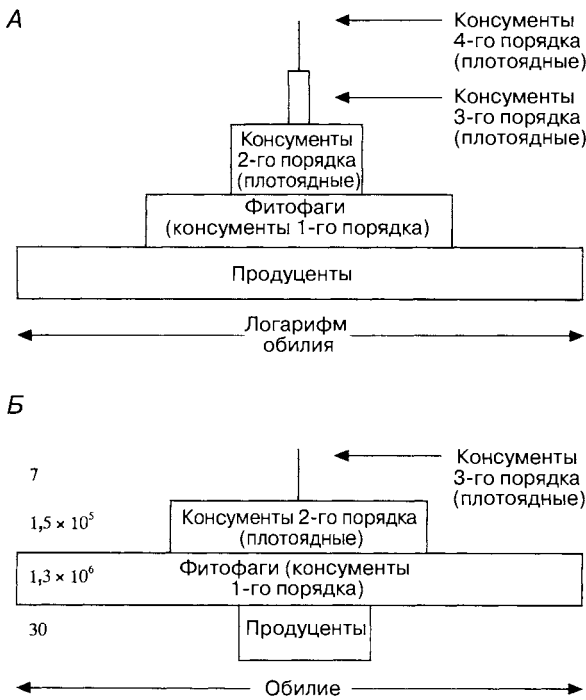 А
Консументы
4-го порядка
(плотоядные)
Консументы
3-го порядка
(плотоядные)
Консументы
2-го порядка
(плотоядные)
Фитофаги
(консументы 1-го порядка)
Продуценты
Логарифм
обилия
Б
Консументы
3-го порядка
(плотоядные)
7
1,5 × 10⁵
Консументы 2-го порядка
(плотоядные)
1,3 × 10⁶
Фитофаги (консументы
1-го порядка)
30
Продуценты
Обилие